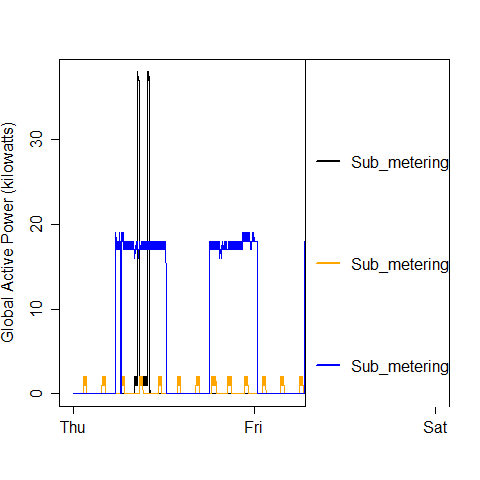 Global Active Power (kilowatts)
30
20
10
0
Sub_metering
Sub_metering
Sub_metering
Thu Fri Sat